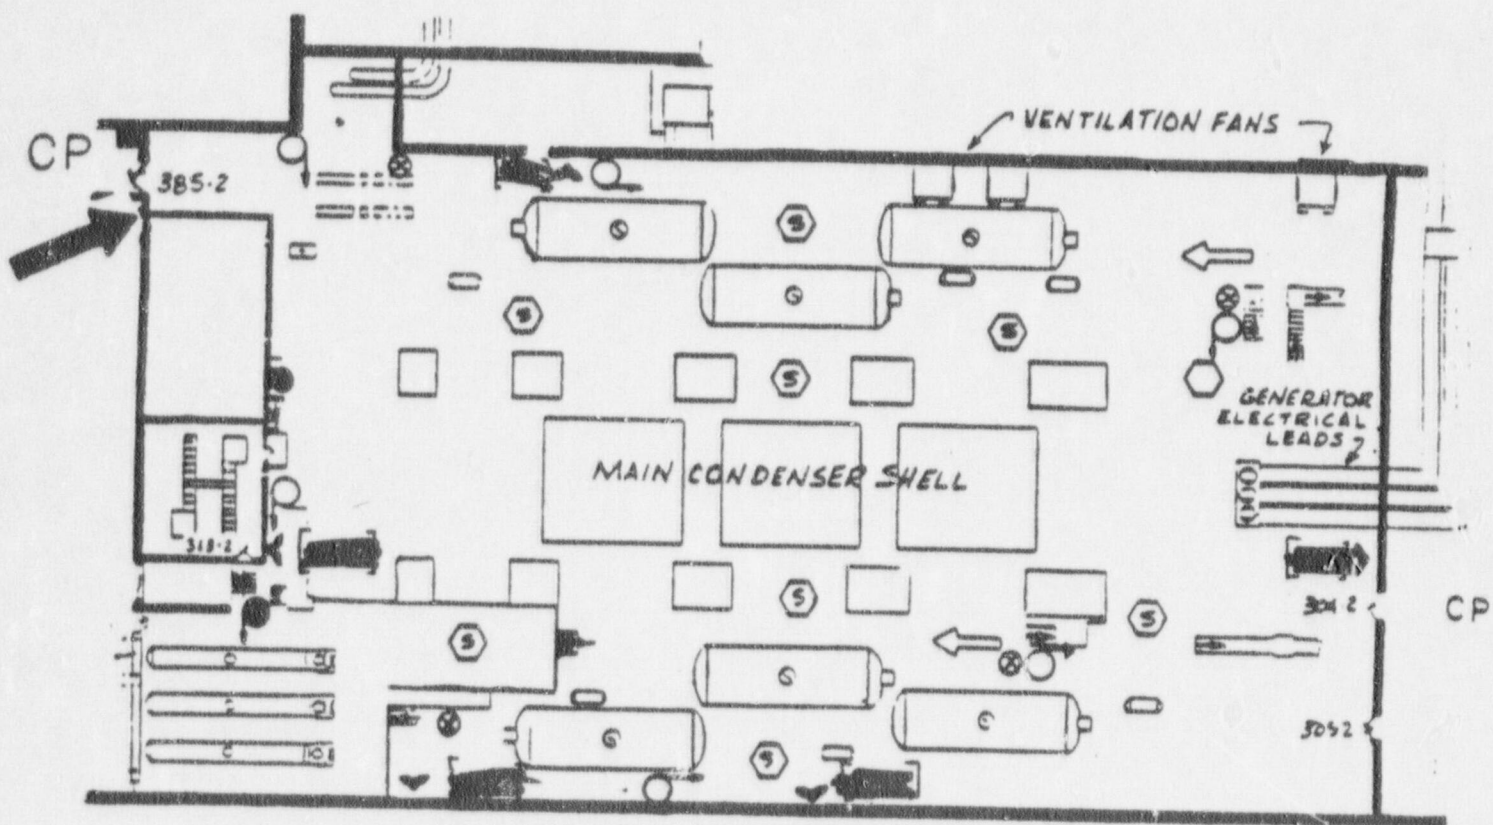 VENTILATION FANS
CP
385-2
S
S
S
S
GENERATOR
ELECTRICAL
LEADS
MAIN CONDENSER SHELL
318-2
S
304-2
CP
S
S
305-2
S